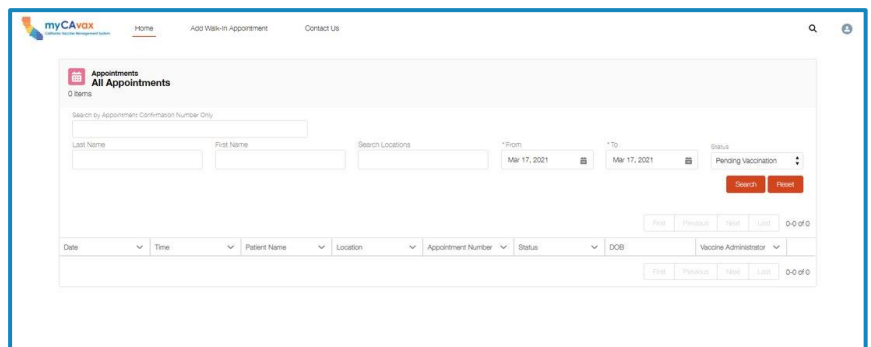 myCAvax
California Vaccine Management System
Home
Add Walk-In Appointment
Contact Us
Appointments
All Appointments
0 items
Search by Appointment Confirmation Number Only
Last Name
First Name
Search Locations
*From
*To
Status
Mar 17, 2021
Mar 17, 2021
Pending Vaccination
Search
Reset
First
Previous
Next
Last
0-0 of 0
Date
Time
Patient Name
Location
Appointment Number
Status
DOB
Vaccine Administrator
First
Previous
Next
Last
0-0 of 0